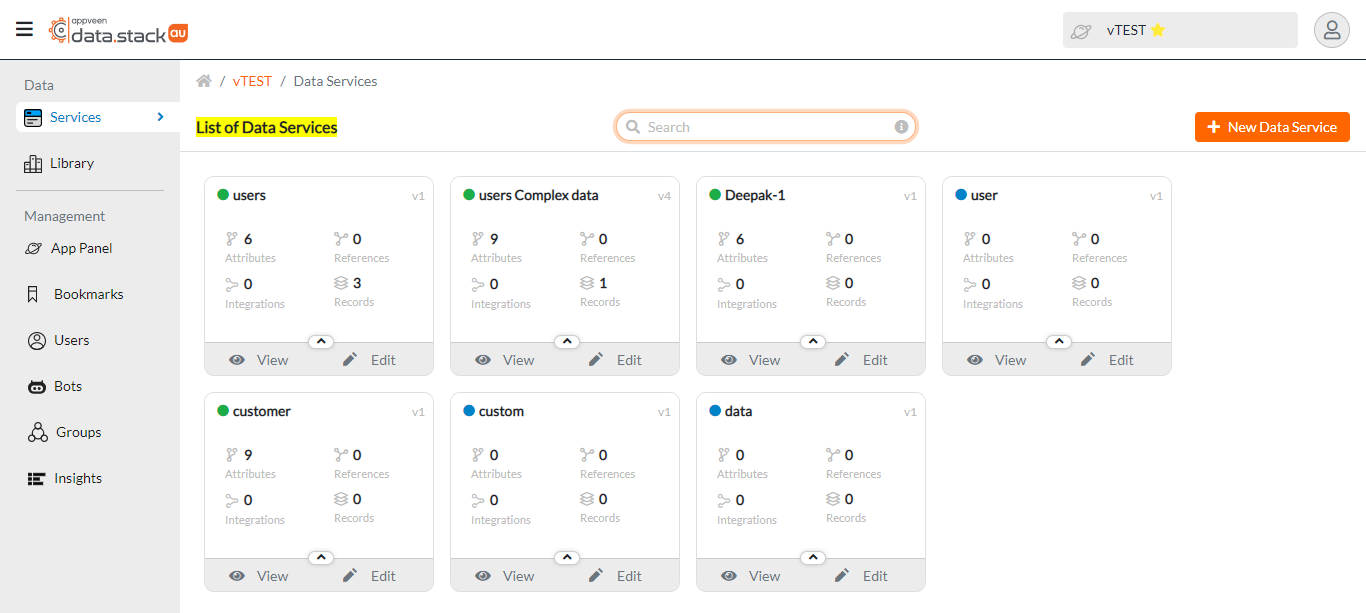 appveen
data.stack au
vTEST
Data
Services
Library
Management
App Panel
Bookmarks
Users
Bots
Groups
Insights
/ vTEST / Data Services
List of Data Services
Search
New Data Service
users v1
6 Attributes
0 References
0 Integrations
3 Records
View Edit
users Complex data v4
9 Attributes
0 References
0 Integrations
1 Records
View Edit
Deepak-1 v1
6 Attributes
0 References
0 Integrations
0 Records
View Edit
user v1
0 Attributes
0 References
0 Integrations
0 Records
View Edit
customer v1
9 Attributes
0 References
0 Integrations
0 Records
View Edit
custom v1
0 Attributes
0 References
0 Integrations
0 Records
View Edit
data v1
0 Attributes
0 References
0 Integrations
0 Records
View Edit